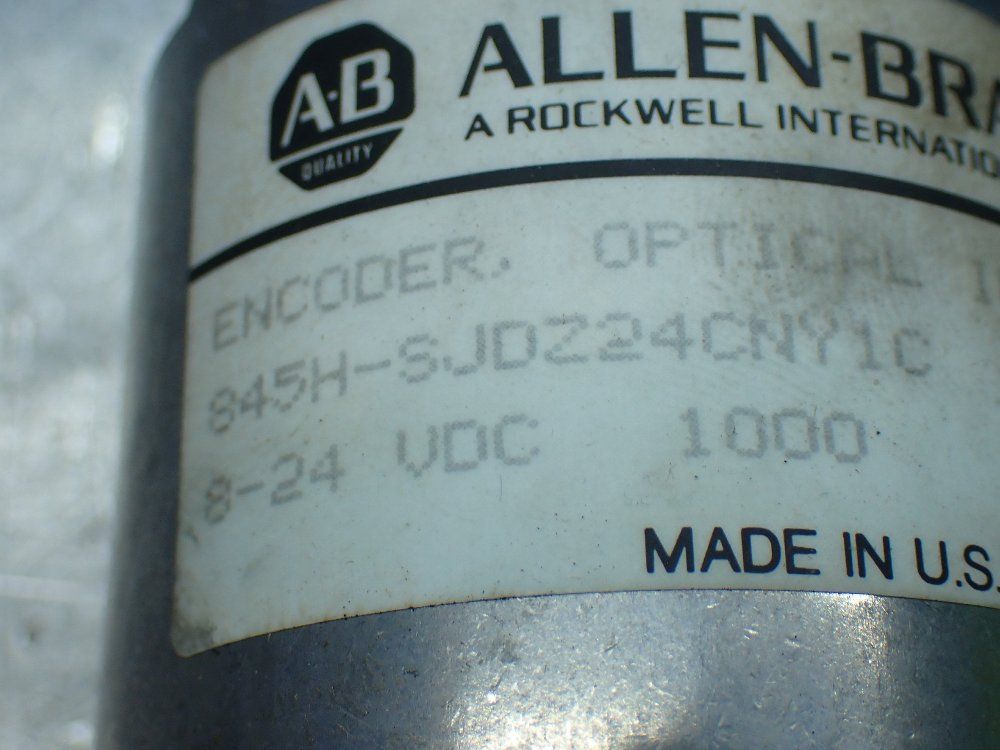 A·B
QUALITY
ALLEN-BRA
A ROCKWELL INTERNATIO
ENCODER. OPTICAL
845H-SJDZ24CNY1C
8-24 VDC 1000
MADE IN U.S.